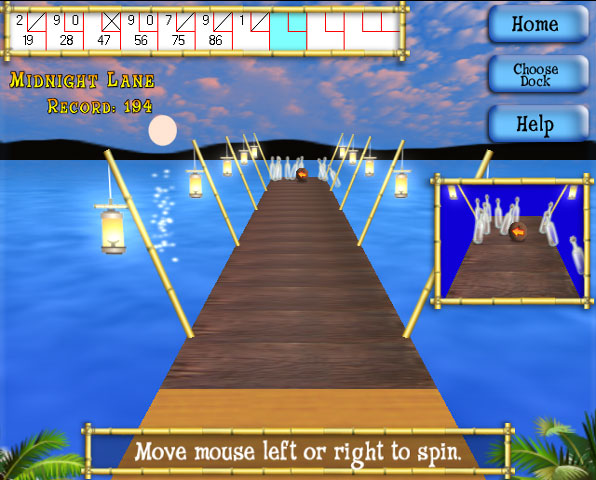 2 / 9 0 X 9 0 7 / 9 / 1 /
19 28 47 56 75 86
Midnight Lane
Record: 194
Home
Choose
Dock
Help
Move mouse left or right to spin.